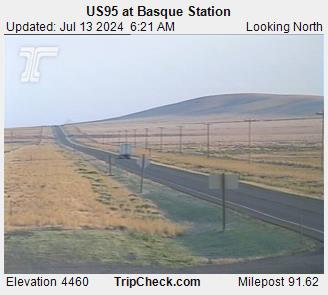 US95 at Basque Station
Updated: Jul 13 2024 6:21 AM Looking North
Elevation 4460 TripCheck.com Milepost 91.62